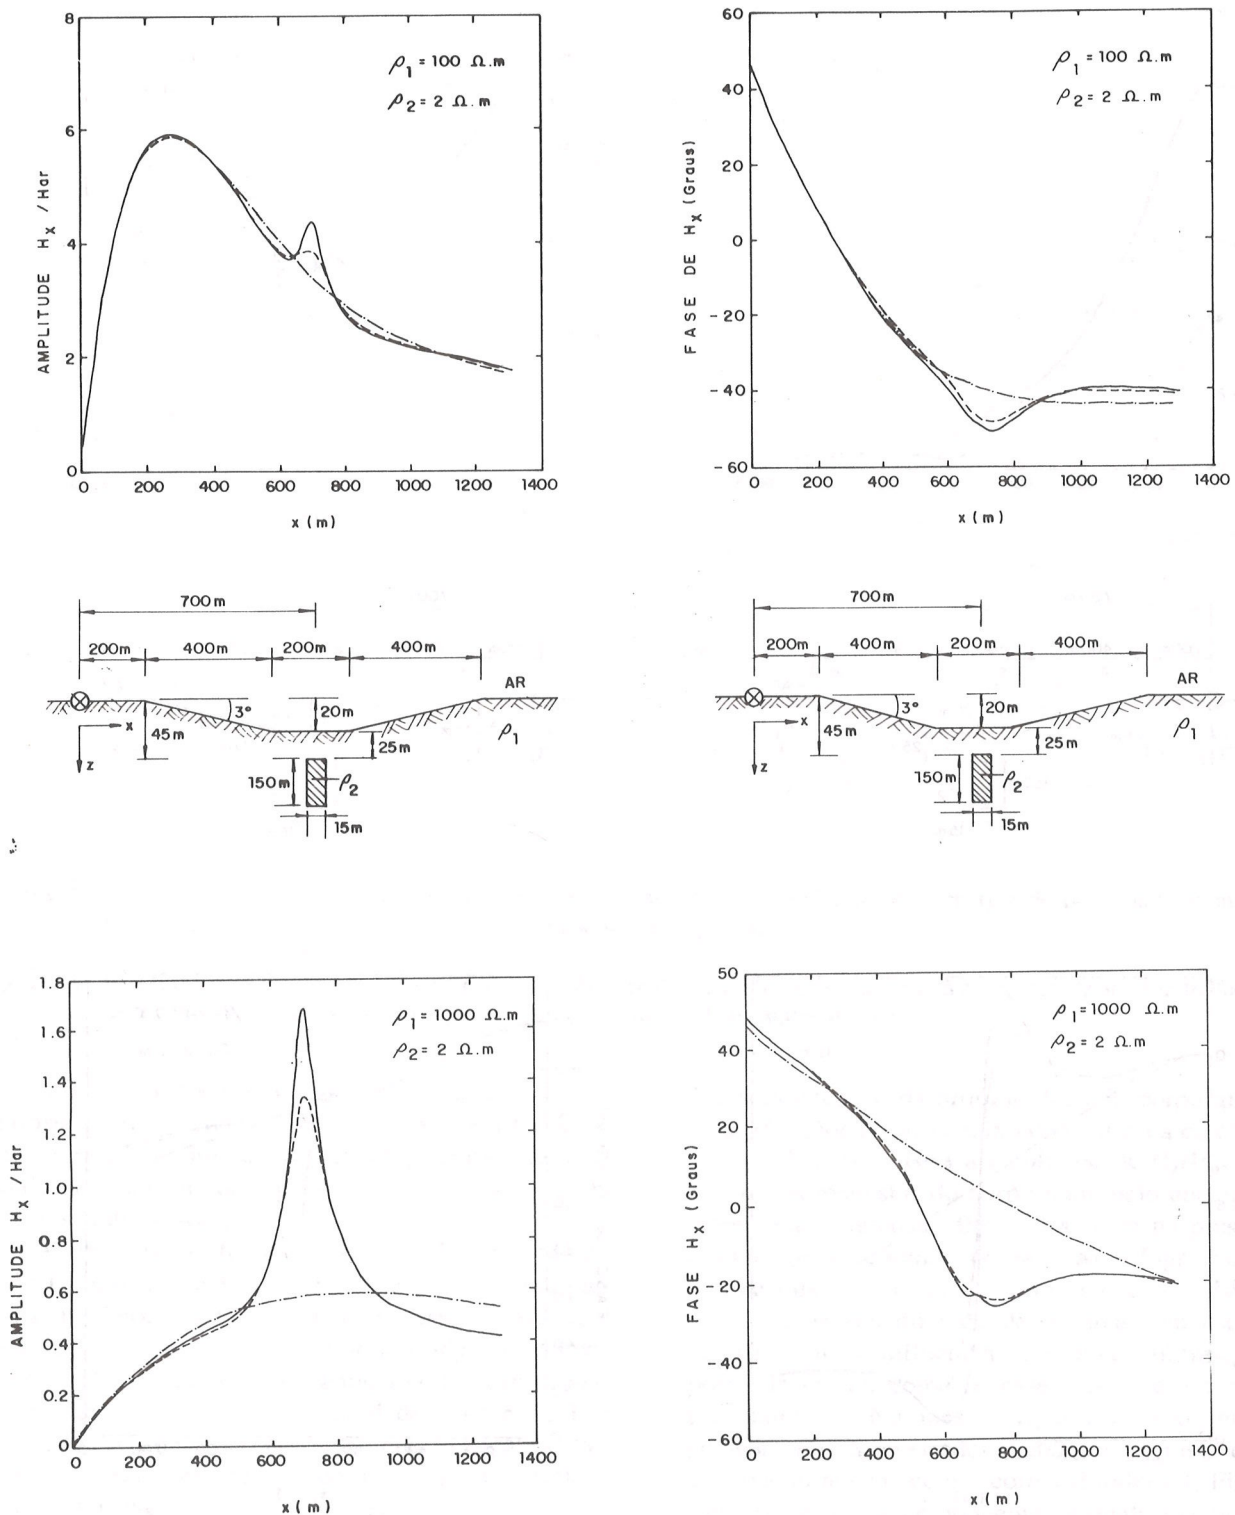 8
6
4
2
0
AMPLITUDE Hx / Har
ρ1 = 100 Ω.m
ρ2 = 2 Ω.m
0 200 400 600 800 1000 1200 1400
x (m)
60
40
20
0
-20
-40
-60
FASE DE Hx (Graus)
ρ1 = 100 Ω.m
ρ2 = 2 Ω.m
0 200 400 600 800 1000 1200 1400
x (m)
700m
200m 400m 200m 400m
AR
3°
20m
x
45m
25m
ρ1
z
150m
ρ2
15m
700m
200m 400m 200m 400m
AR
3°
20m
x
45m
25m
ρ1
z
150m
ρ2
15m
1.8
1.6
1.4
1.2
1.0
0.8
0.6
0.4
0.2
0
AMPLITUDE Hx / Har
ρ1 = 1000 Ω.m
ρ2 = 2 Ω.m
0 200 400 600 800 1000 1200 1400
x (m)
50
40
20
0
-20
-40
-60
FASE Hx (Graus)
ρ1 = 1000 Ω.m
ρ2 = 2 Ω.m
0 200 400 600 800 1000 1200 1400
x (m)